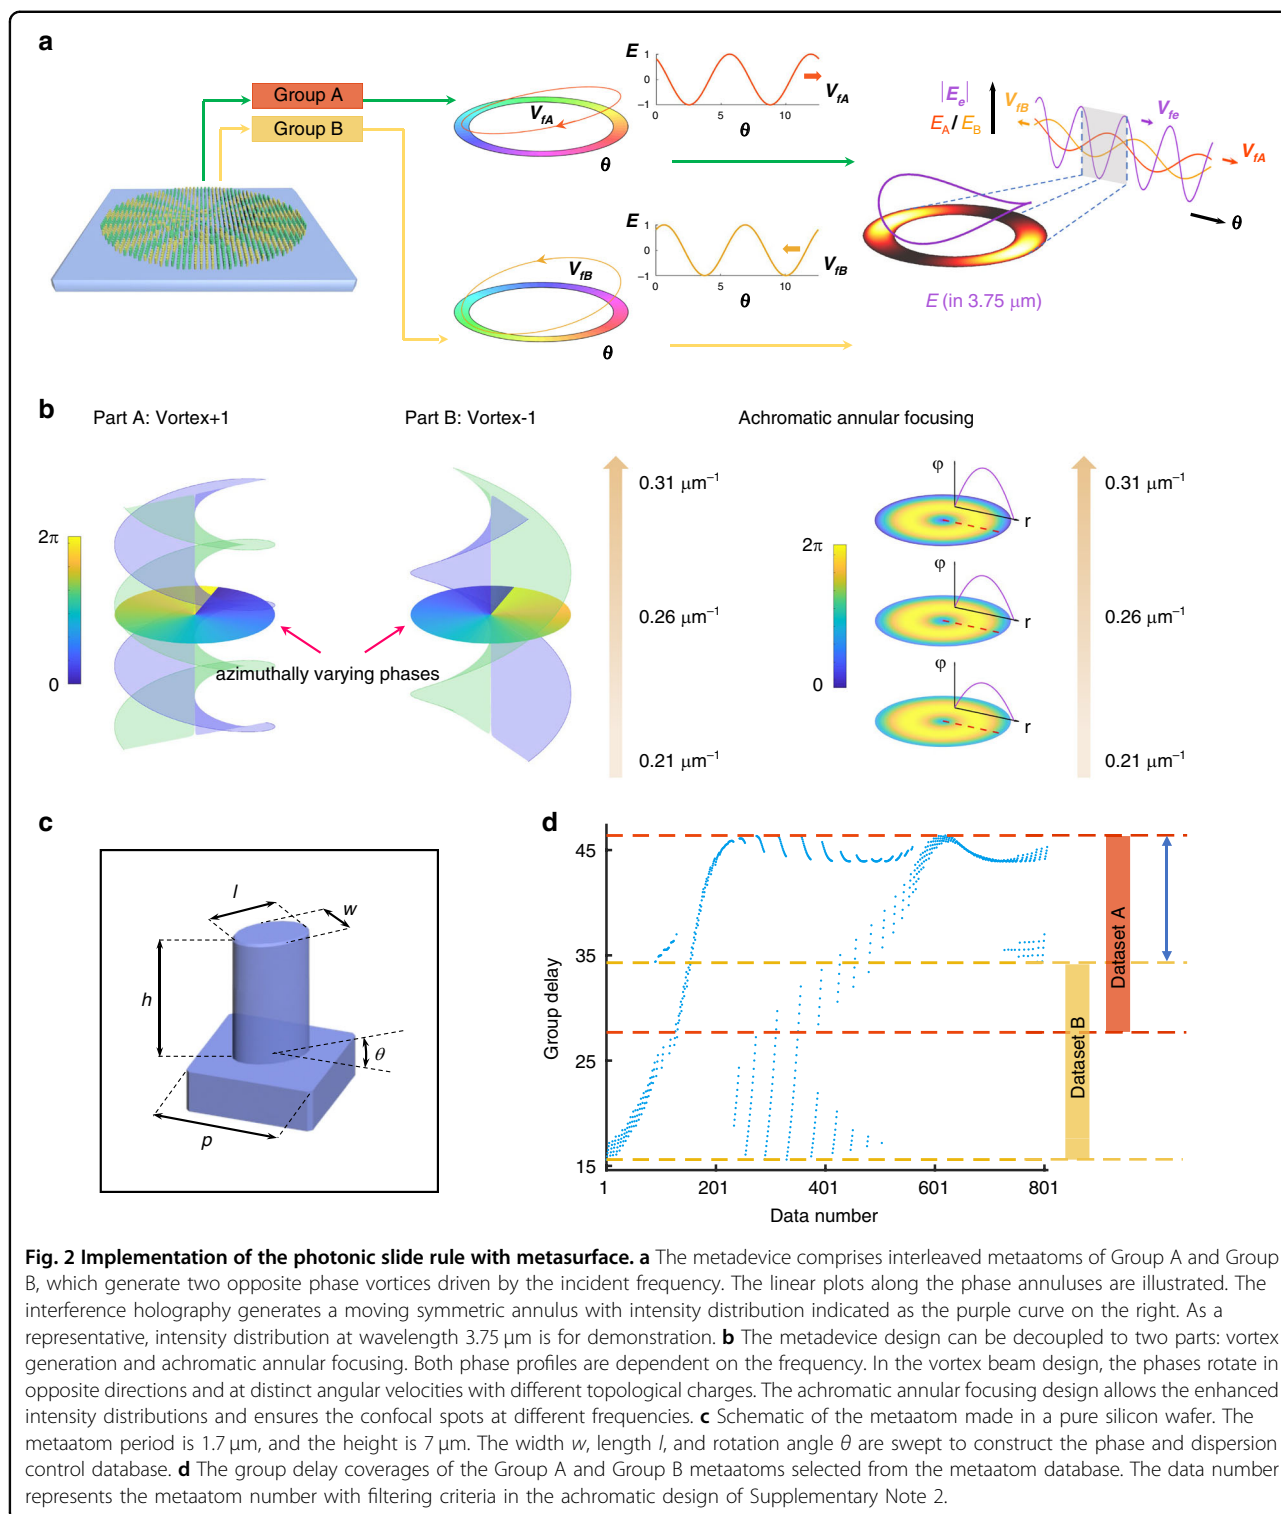 a
Group A
Group B
E
1
0
−1
0
5
10
θ
V_fA
V_fA
θ
|E_e|
E_A / E_B
V_fB
V_fe
V_fA
θ
E
1
0
−1
0
5
10
θ
V_fB
V_fB
θ
E (in 3.75 μm)
b
Part A: Vortex+1
Part B: Vortex-1
Achromatic annular focusing
2π
0
azimuthally varying phases
0.31 μm⁻¹
0.26 μm⁻¹
0.21 μm⁻¹
2π
0
φ
r
φ
r
φ
r
0.31 μm⁻¹
0.26 μm⁻¹
0.21 μm⁻¹
c
l
w
h
θ
p
d
Group delay
45
35
25
15
1
201
401
601
801
Data number
Dataset A
Dataset B
Fig. 2 Implementation of the photonic slide rule with metasurface. a The metadevice comprises interleaved metaatoms of Group A and Group
B, which generate two opposite phase vortices driven by the incident frequency. The linear plots along the phase annuluses are illustrated. The
interference holography generates a moving symmetric annulus with intensity distribution indicated as the purple curve on the right. As a
representative, intensity distribution at wavelength 3.75 μm is for demonstration. b The metadevice design can be decoupled to two parts: vortex
generation and achromatic annular focusing. Both phase profiles are dependent on the frequency. In the vortex beam design, the phases rotate in
opposite directions and at distinct angular velocities with different topological charges. The achromatic annular focusing design allows the enhanced
intensity distributions and ensures the confocal spots at different frequencies. c Schematic of the metaatom made in a pure silicon wafer. The
metaatom period is 1.7 μm, and the height is 7 μm. The width w, length l, and rotation angle θ are swept to construct the phase and dispersion
control database. d The group delay coverages of the Group A and Group B metaatoms selected from the metaatom database. The data number
represents the metaatom number with filtering criteria in the achromatic design of Supplementary Note 2.